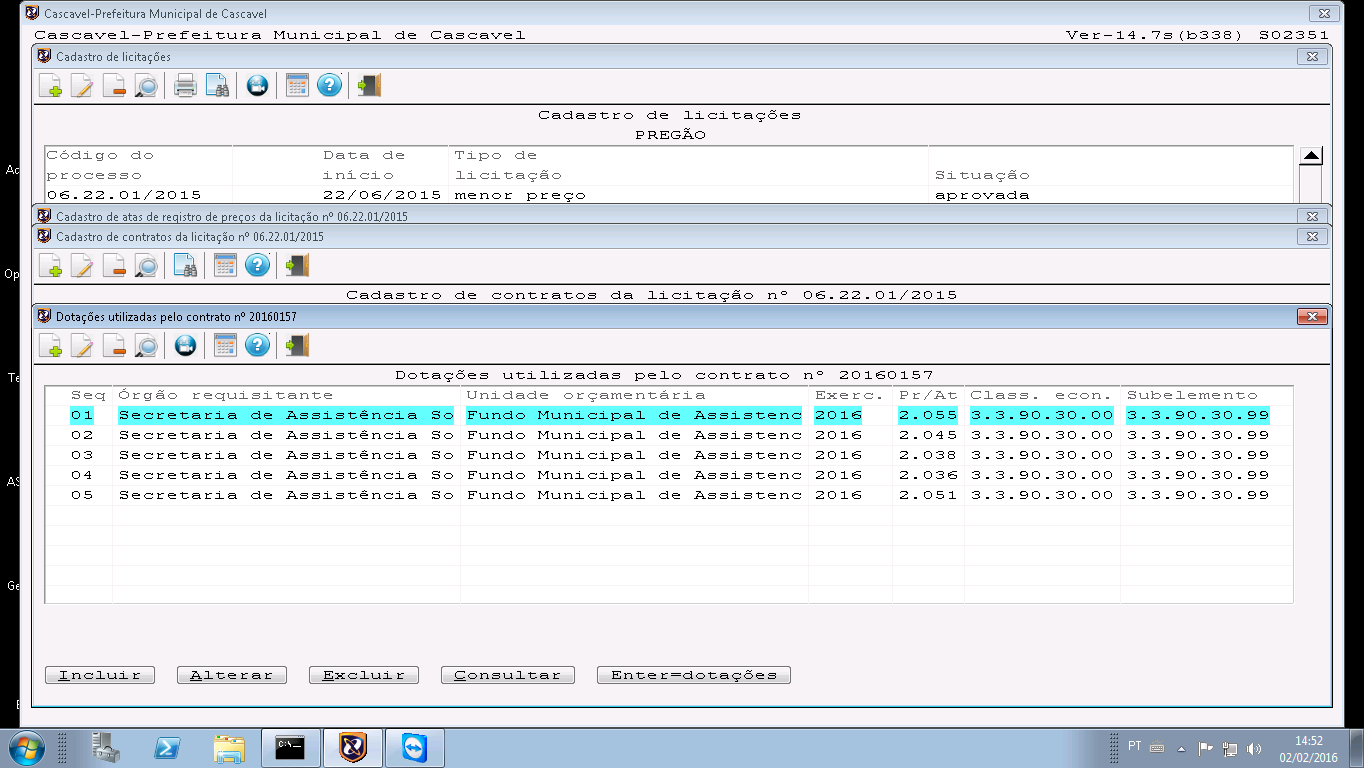 Cascavel-Prefeitura Municipal de Cascavel
Cascavel-Prefeitura Municipal de Cascavel Ver-14.7s(b338) SO2351
Cadastro de licitações
Cadastro de licitações
PREGÃO
Código do processo Data de início Tipo de licitação Situação
06.22.01/2015 22/06/2015 menor preço aprovada
Cadastro de atas de registro de preços da licitação nº 06.22.01/2015
Cadastro de contratos da licitação nº 06.22.01/2015
Cadastro de contratos da licitação nº 06.22.01/2015
Dotações utilizadas pelo contrato nº 20160157
Dotações utilizadas pelo contrato nº 20160157
Seq Órgão requisitante Unidade orçamentária Exerc. Pr/At Class. econ. Subelemento
01 Secretaria de Assistência So Fundo Municipal de Assistenc 2016 2.055 3.3.90.30.00 3.3.90.30.99
02 Secretaria de Assistência So Fundo Municipal de Assistenc 2016 2.045 3.3.90.30.00 3.3.90.30.99
03 Secretaria de Assistência So Fundo Municipal de Assistenc 2016 2.038 3.3.90.30.00 3.3.90.30.99
04 Secretaria de Assistência So Fundo Municipal de Assistenc 2016 2.036 3.3.90.30.00 3.3.90.30.99
05 Secretaria de Assistência So Fundo Municipal de Assistenc 2016 2.051 3.3.90.30.00 3.3.90.30.99
Incluir Alterar Excluir Consultar Enter=dotações
PT 14:52
02/02/2016